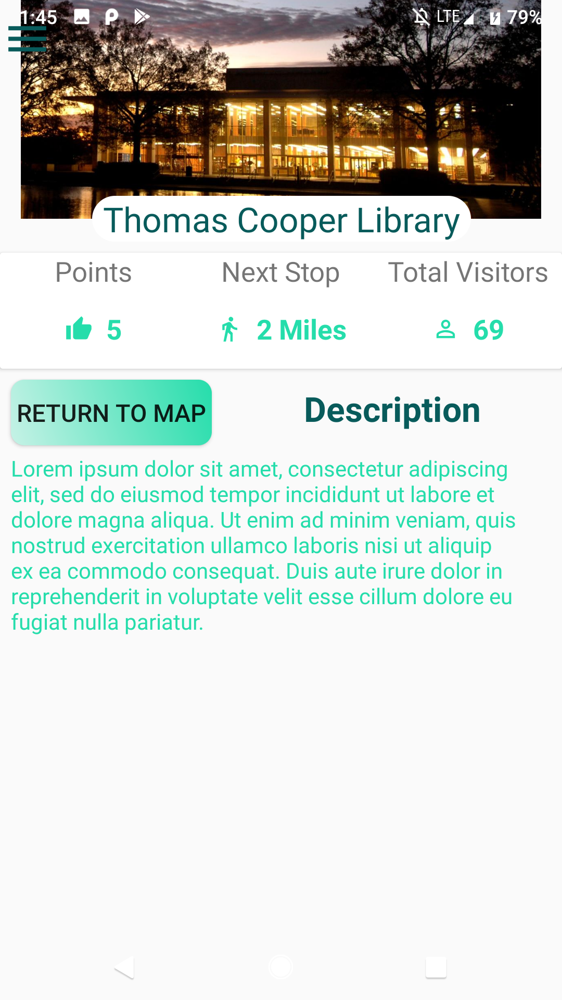 1:45 LTE 79%
Thomas Cooper Library
Points Next Stop Total Visitors
5 2 Miles 69
RETURN TO MAP Description
Lorem ipsum dolor sit amet, consectetur adipiscing
elit, sed do eiusmod tempor incididunt ut labore et
dolore magna aliqua. Ut enim ad minim veniam, quis
nostrud exercitation ullamco laboris nisi ut aliquip
ex ea commodo consequat. Duis aute irure dolor in
reprehenderit in voluptate velit esse cillum dolore eu
fugiat nulla pariatur.